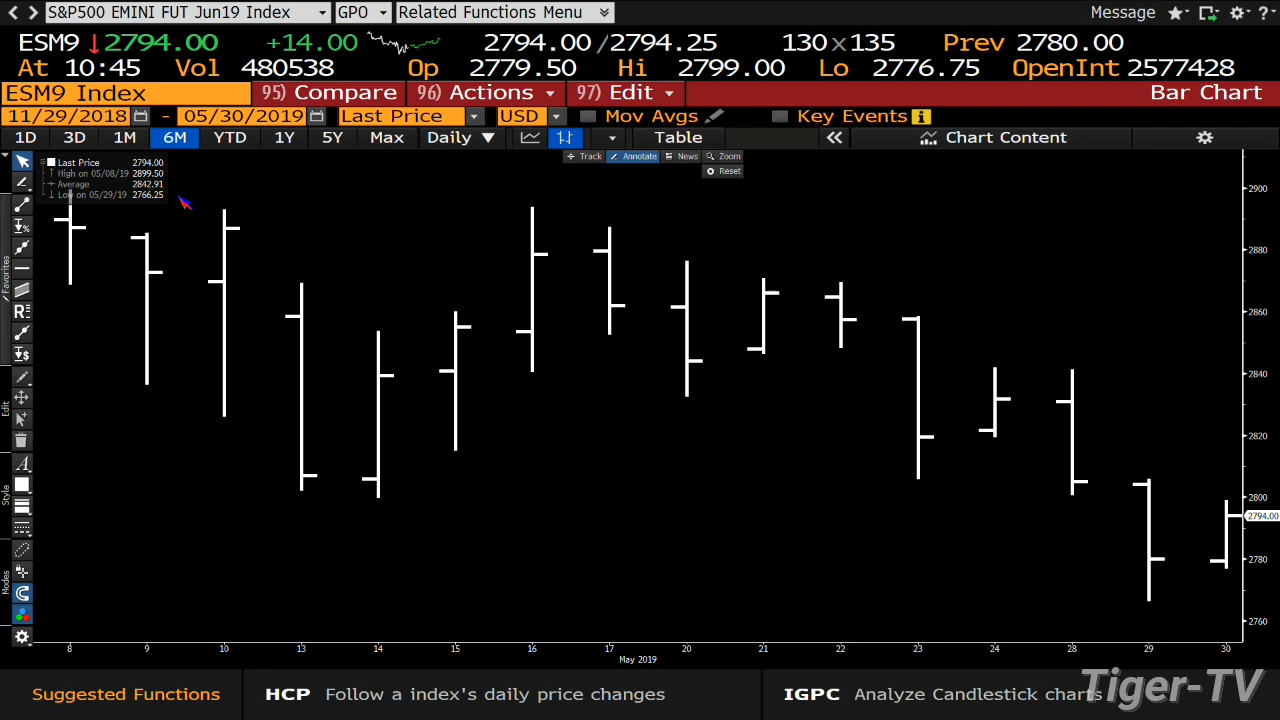 S&P500 EMINI FUT Jun19 Index GPO Related Functions Menu Message ?
ESM9 ↓2794.00 +14.00 2794.00/2794.25 130x135 Prev 2780.00
At 10:45 Vol 480538 Op 2779.50 Hi 2799.00 Lo 2776.75 OpenInt 2577428
ESM9 Index 95) Compare 96) Actions 97) Edit Bar Chart
11/29/2018 - 05/30/2019 Last Price USD Mov Avgs Key Events i
1D 3D 1M 6M YTD 1Y 5Y Max Daily ▼ Table « Chart Content
Track Annotate News Zoom
Reset
Last Price 2794.00
High on 05/08/19 2899.50
Average 2842.91
Low on 05/29/19 2766.25
Favorites
Edit
Style
Modes
R
A
2900
2880
2860
2840
2820
2800
2794.00
2780
2760
8 9 10 13 14 15 16 17 20 21 22 23 24 28 29 30
May 2019
Suggested Functions HCP Follow a index's daily price changes IGPC Analyze Candlestick charts
Tiger-TV